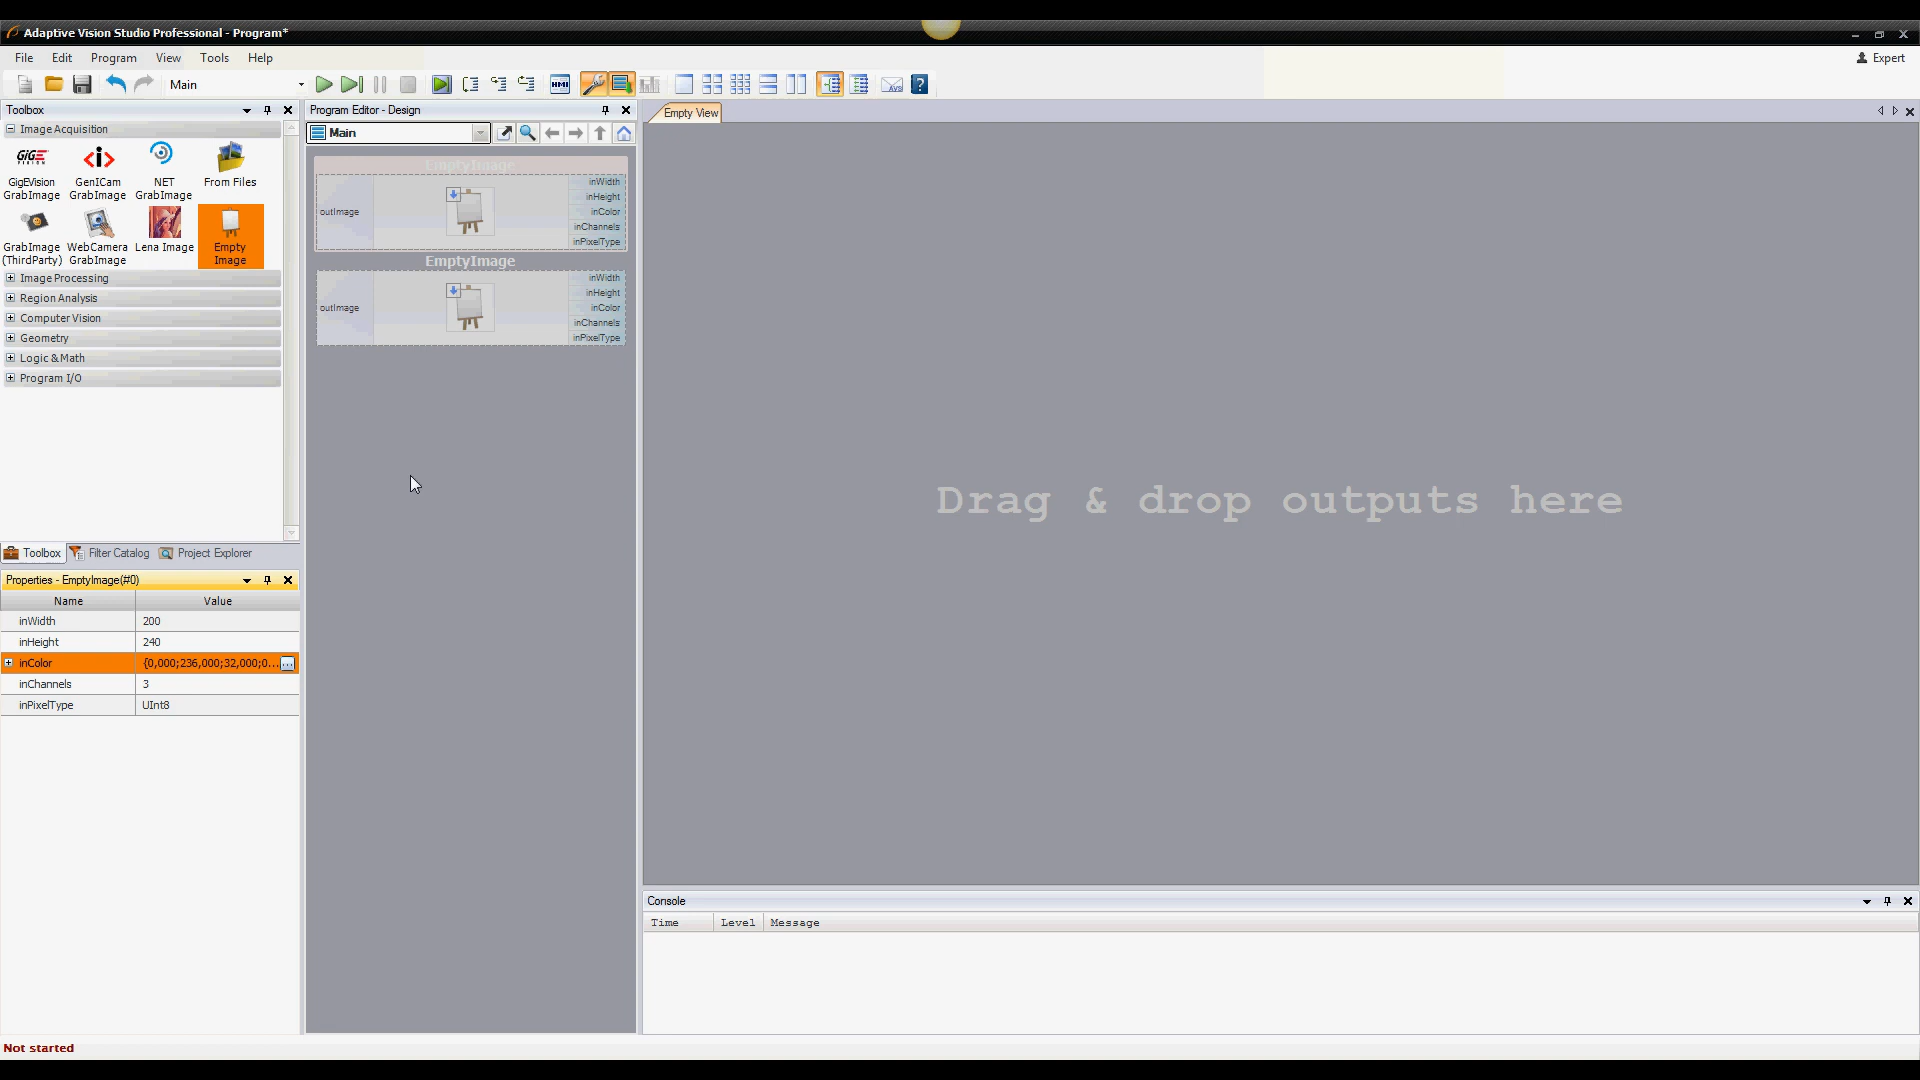 Adaptive Vision Studio Professional - Program*
File Edit Program View Tools Help
Expert
Main
HMI
AVS
?
Toolbox
Image Acquisition
GigEVision GrabImage
GenICam GrabImage
NET GrabImage
From Files
GrabImage (ThirdParty)
WebCamera GrabImage
Lena Image
Empty Image
Image Processing
Region Analysis
Computer Vision
Geometry
Logic & Math
Program I/O
Toolbox Filter Catalog Project Explorer
Properties - EmptyImage(#0)
Name Value
inWidth 200
inHeight 240
inColor {0,000;236,000;32,000;0... ...
inChannels 3
inPixelType UInt8
Program Editor - Design
Main
EmptyImage
outImage
inWidth
inHeight
inColor
inChannels
inPixelType
EmptyImage
outImage
inWidth
inHeight
inColor
inChannels
inPixelType
Empty View
Drag & drop outputs here
Console
Time Level Message
Not started